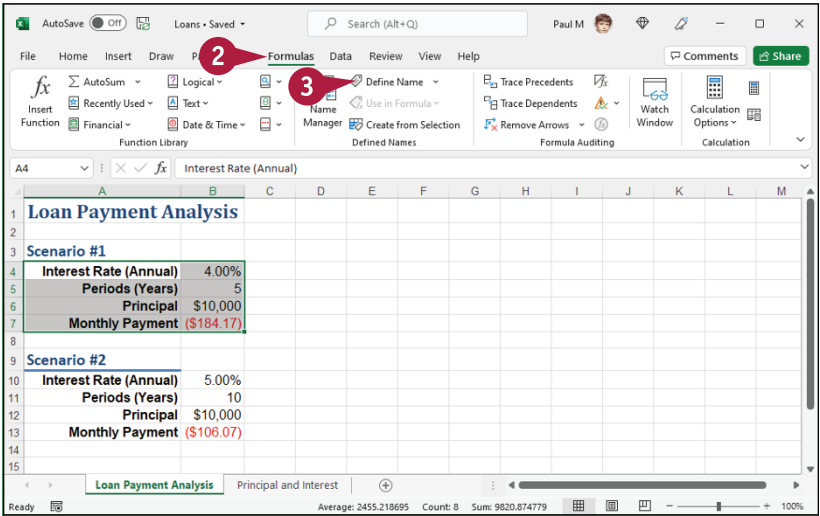 AutoSave Off Loans • Saved Search (Alt+Q) Paul M
File Home Insert Draw P 2 Formulas Data Review View Help Comments Share
fx Insert Function
AutoSum
Recently Used
Financial
Logical
Text
Date & Time
Function Library
3
Name Manager
Define Name
Use in Formula
Create from Selection
Defined Names
Trace Precedents
Trace Dependents
Remove Arrows
Formula Auditing
Watch Window
Calculation Options
Calculation
A4 fx Interest Rate (Annual)
A B C D E F G H I J K L M
1 Loan Payment Analysis
2
3 Scenario #1
4 Interest Rate (Annual) 4.00%
5 Periods (Years) 5
6 Principal $10,000
7 Monthly Payment ($184.17)
8
9 Scenario #2
10 Interest Rate (Annual) 5.00%
11 Periods (Years) 10
12 Principal $10,000
13 Monthly Payment ($106.07)
14
15
Loan Payment Analysis Principal and Interest
Ready Average: 2455.218695 Count: 8 Sum: 9820.874779 100%